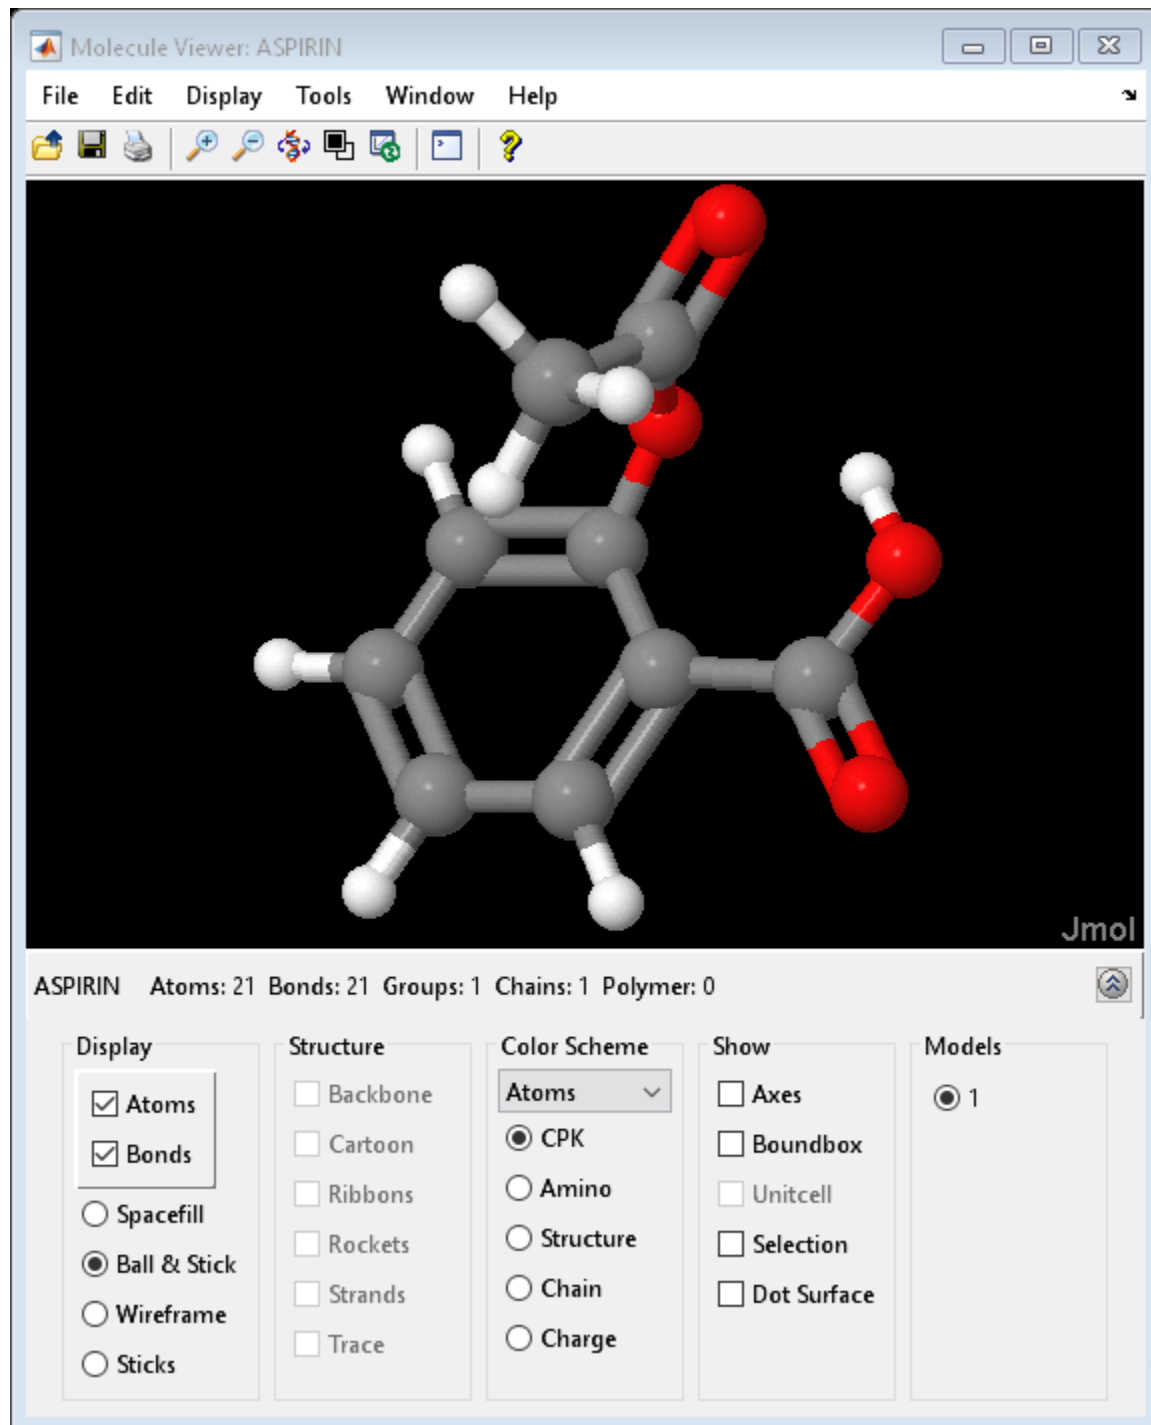 Molecule Viewer: ASPIRIN
File Edit Display Tools Window Help
Jmol
ASPIRIN Atoms: 21 Bonds: 21 Groups: 1 Chains: 1 Polymer: 0
Display
Atoms
Bonds
Spacefill
Ball & Stick
Wireframe
Sticks
Structure
Backbone
Cartoon
Ribbons
Rockets
Strands
Trace
Color Scheme
Atoms
CPK
Amino
Structure
Chain
Charge
Show
Axes
Boundbox
Unitcell
Selection
Dot Surface
Models
1